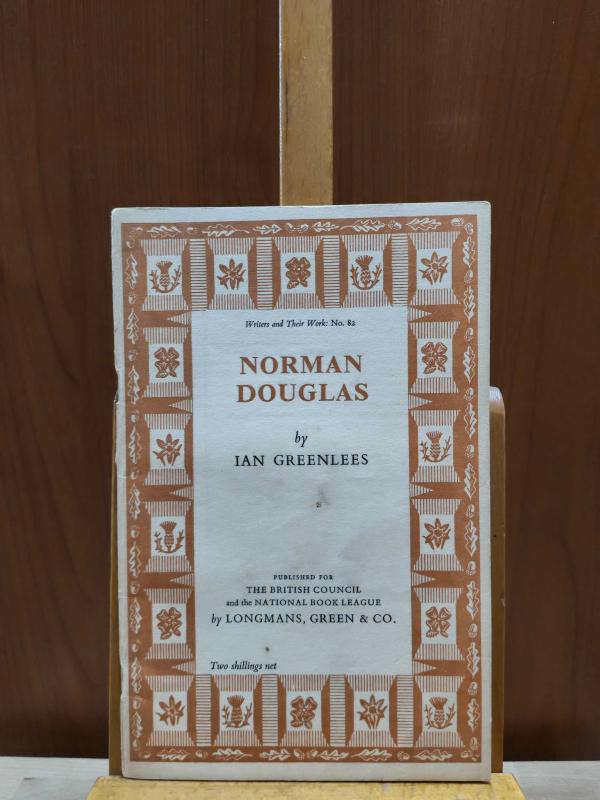 Writers and Their Work: No. 82
NORMAN
DOUGLAS
by
IAN GREENLEES
PUBLISHED FOR
THE BRITISH COUNCIL
and the NATIONAL BOOK LEAGUE
by LONGMANS, GREEN & CO.
Two shillings net